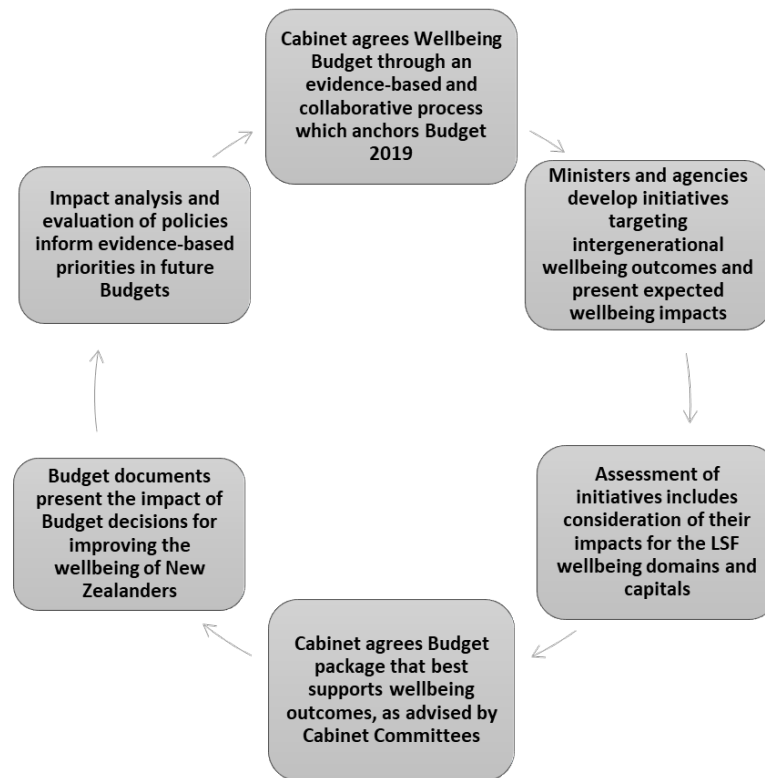 Cabinet agrees Wellbeing
Budget through an
evidence-based and
collaborative process
which anchors Budget
2019
Ministers and agencies
develop initiatives
targeting
intergenerational
wellbeing outcomes and
present expected
wellbeing impacts
Assessment of
initiatives includes
consideration of their
impacts for the LSF
wellbeing domains and
capitals
Cabinet agrees Budget
package that best
supports wellbeing
outcomes, as advised by
Cabinet Committees
Budget documents
present the impact of
Budget decisions for
improving the
wellbeing of New
Zealanders
Impact analysis and
evaluation of policies
inform evidence-based
priorities in future
Budgets